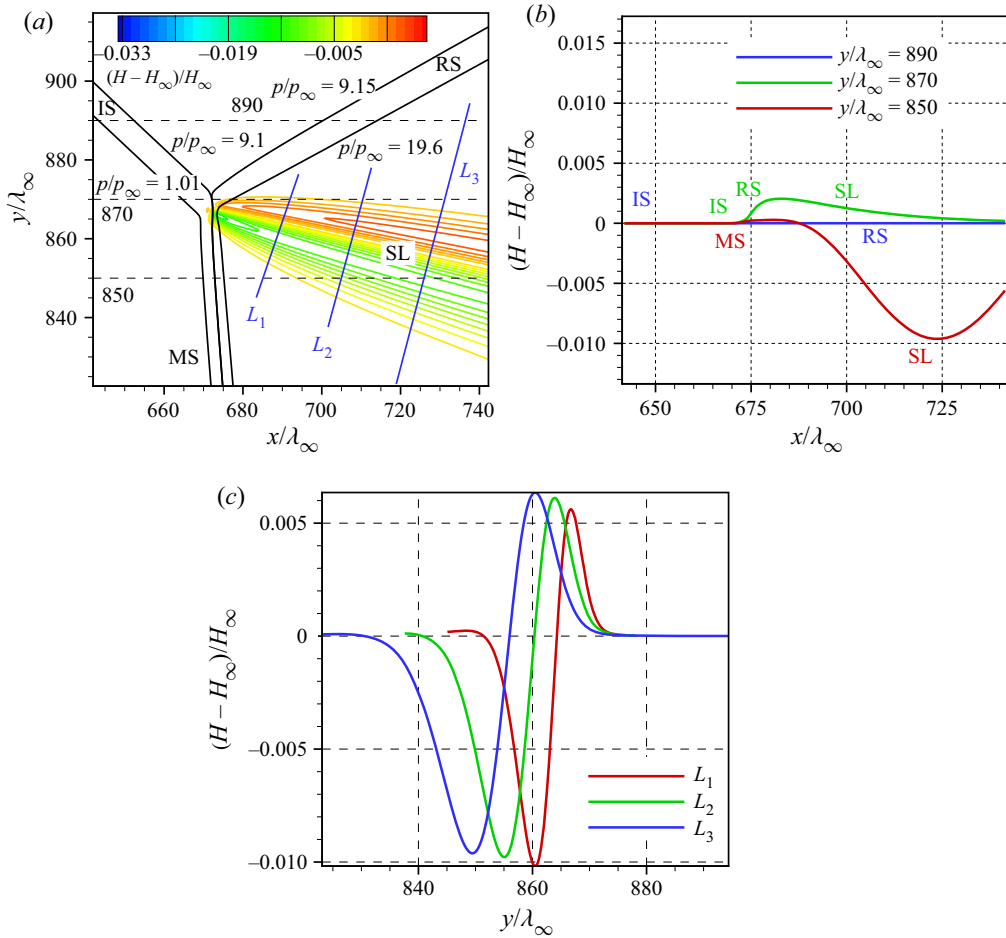 (a)
−0.033 −0.019 −0.005
(H – H∞)/H∞
RS
IS
p/p∞ = 9.15
890
p/p∞ = 9.1
p/p∞ = 19.6
L3
p/p∞ = 1.01
870
SL
850
L1
L2
MS
900
880
860
840
y/λ∞
660 680 700 720 740
x/λ∞
(b)
0.015
0.010
0.005
0
−0.005
−0.010
(H – H∞)/H∞
y/λ∞ = 890
y/λ∞ = 870
y/λ∞ = 850
IS
RS
IS
SL
MS
RS
SL
650 675 700 725
x/λ∞
(c)
0.005
0
−0.005
−0.010
(H – H∞)/H∞
L1
L2
L3
840 860 880
y/λ∞